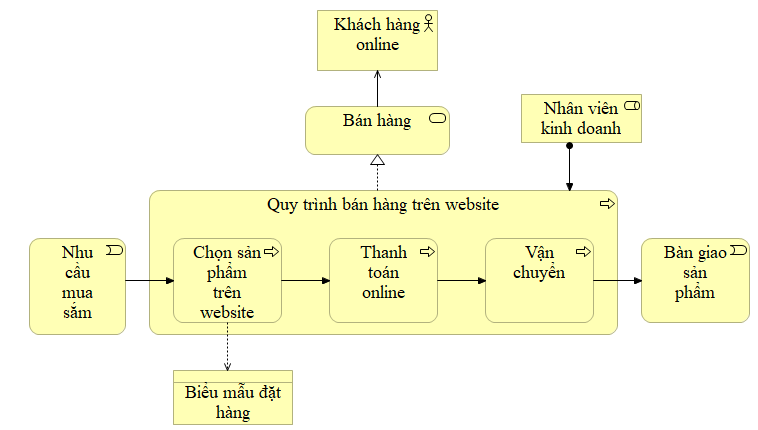 Khách hàng
online
Bán hàng
Nhân viên
kinh doanh
Quy trình bán hàng trên website
Nhu
cầu
mua
sắm
Chọn sản
phẩm
trên
website
Thanh
toán
online
Vận
chuyển
Bàn giao
sản
phẩm
Biểu mẫu đặt
hàng